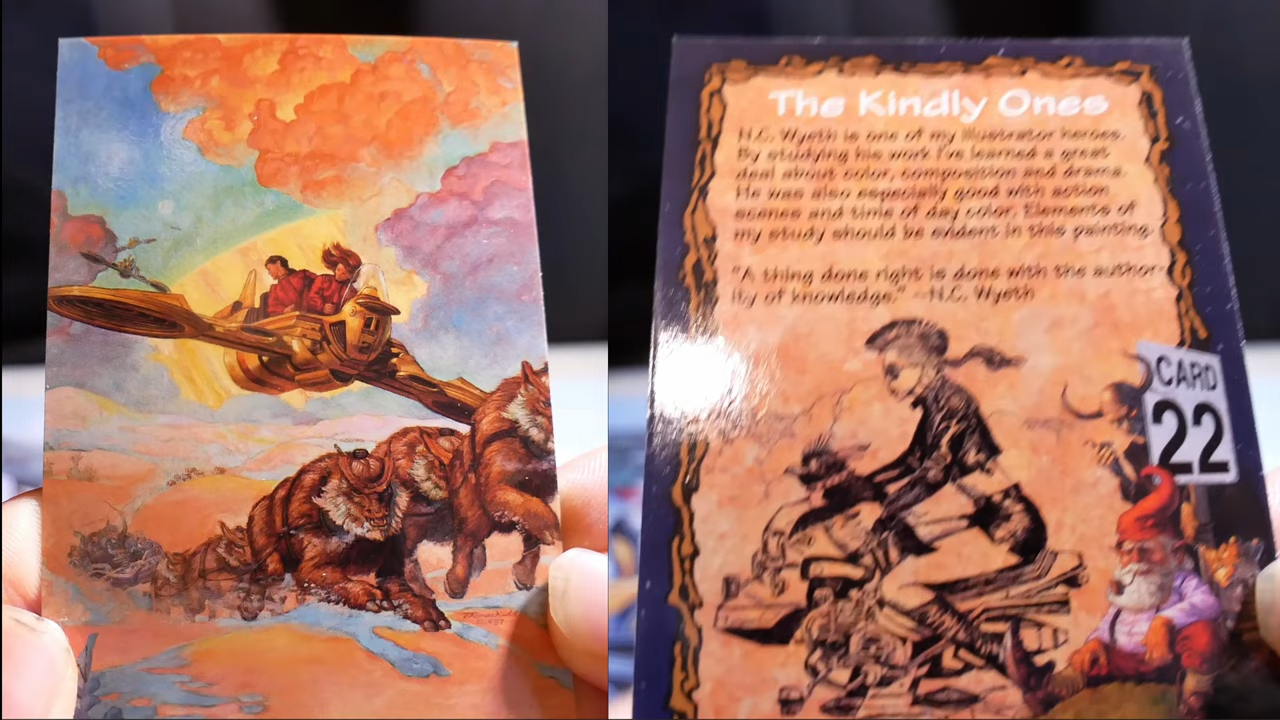 The Kindly Ones
N.C. Wyeth is one of my illustrator heroes.
By studying his work I've learned a great
deal about color, composition and drama.
He was also especially good with action
scenes and time of day color. Elements of
my study should be evident in this painting.
"A thing done right is done with the author-
ity of knowledge." —N.C. Wyeth
CARD
22